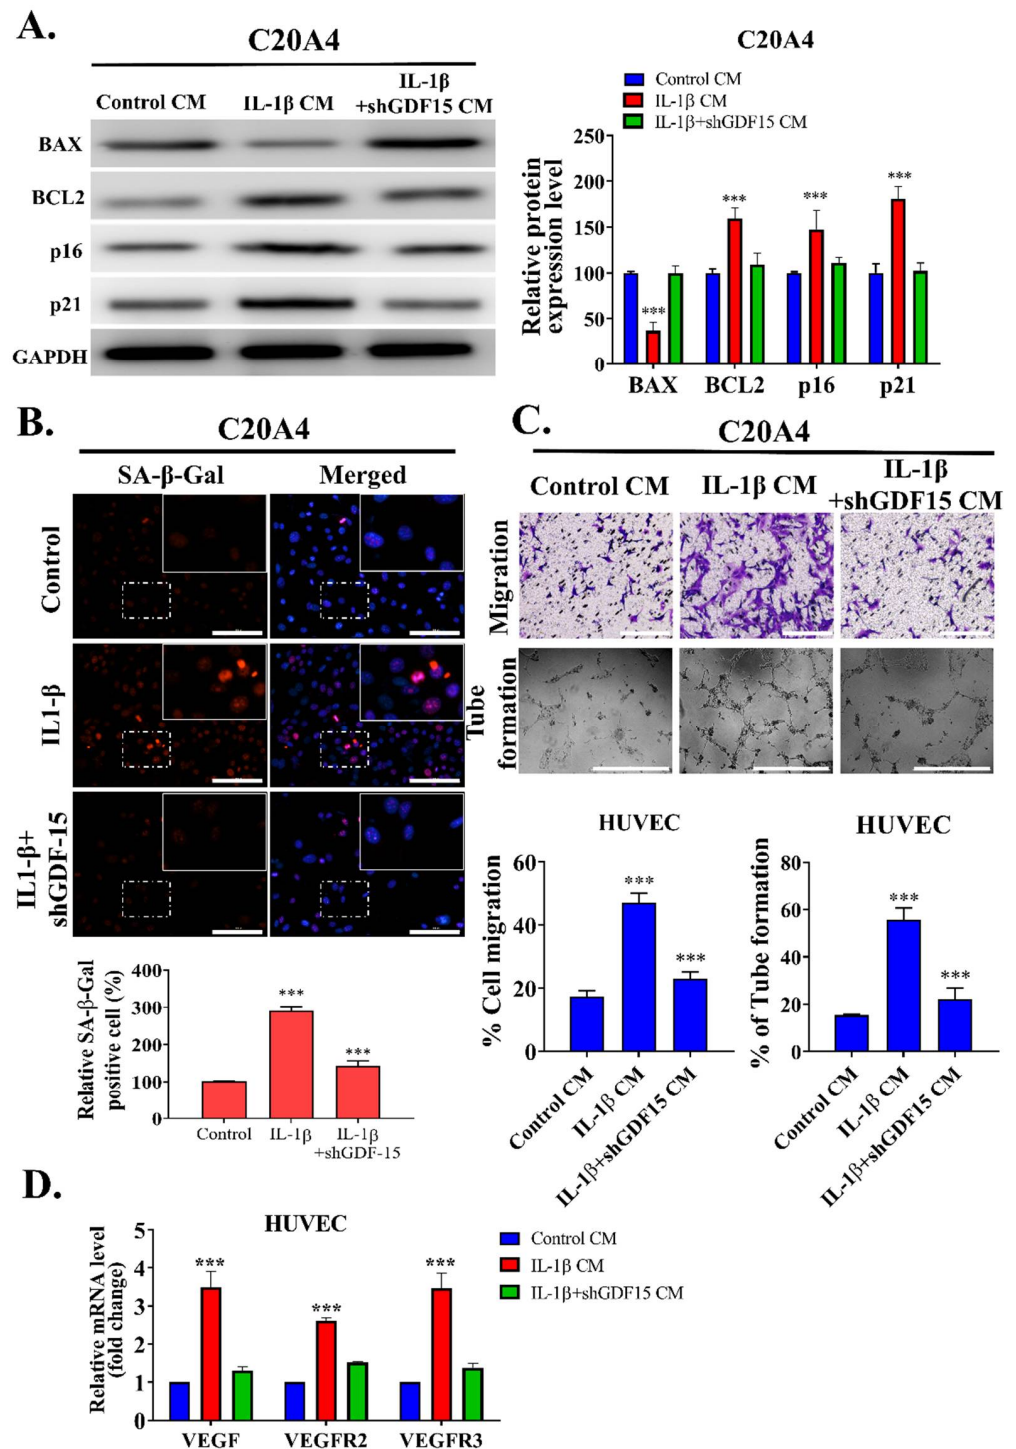 A.
C20A4
Control CM
IL-1β CM
IL-1β
+shGDF15 CM
BAX
BCL2
p16
p21
GAPDH
C20A4
Control CM
IL-1β CM
IL-1β+shGDF15 CM
Relative protein
expression level
250
200
150
100
50
0
***
***
***
***
BAX
BCL2
p16
p21
B.
C20A4
SA-β-Gal
Merged
Control
IL1-β
IL1-β+
shGDF-15
Relative SA-β-Gal
positive cell (%)
400
300
200
100
0
***
***
Control
IL-1β
IL-1β
+shGDF-15
C.
C20A4
Control CM
IL-1β CM
IL-1β
+shGDF15 CM
Migration
Tube
formation
HUVEC
% Cell migration
60
40
20
0
***
***
Control CM
IL-1β CM
IL-1β+shGDF15 CM
HUVEC
% of Tube formation
80
60
40
20
0
***
***
Control CM
IL-1β CM
IL-1β+shGDF15 CM
D.
HUVEC
Relative mRNA level
(fold change)
5
4
3
2
1
0
***
***
***
VEGF
VEGFR2
VEGFR3
Control CM
IL-1β CM
IL-1β+shGDF15 CM